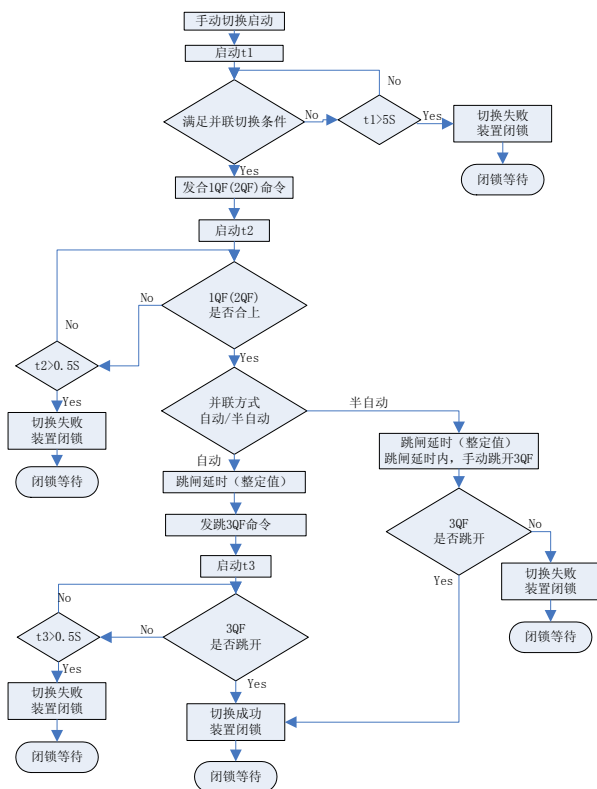 手动切换启动
启动t1
No
满足并联切换条件
No
t1>5S
Yes
切换失败
装置闭锁
闭锁等待
Yes
发合1QF(2QF)命令
启动t2
1QF(2QF)
是否合上
No
No
t2>0.5S
Yes
Yes
切换失败
装置闭锁
闭锁等待
并联方式
自动/半自动
半自动
自动
跳闸延时（整定值）
跳闸延时内，手动跳开3QF
跳闸延时（整定值）
发跳3QF命令
启动t3
3QF
是否跳开
No
Yes
切换失败
装置闭锁
闭锁等待
No
3QF
是否跳开
No
t3>0.5S
Yes
Yes
切换失败
装置闭锁
闭锁等待
切换成功
装置闭锁
闭锁等待